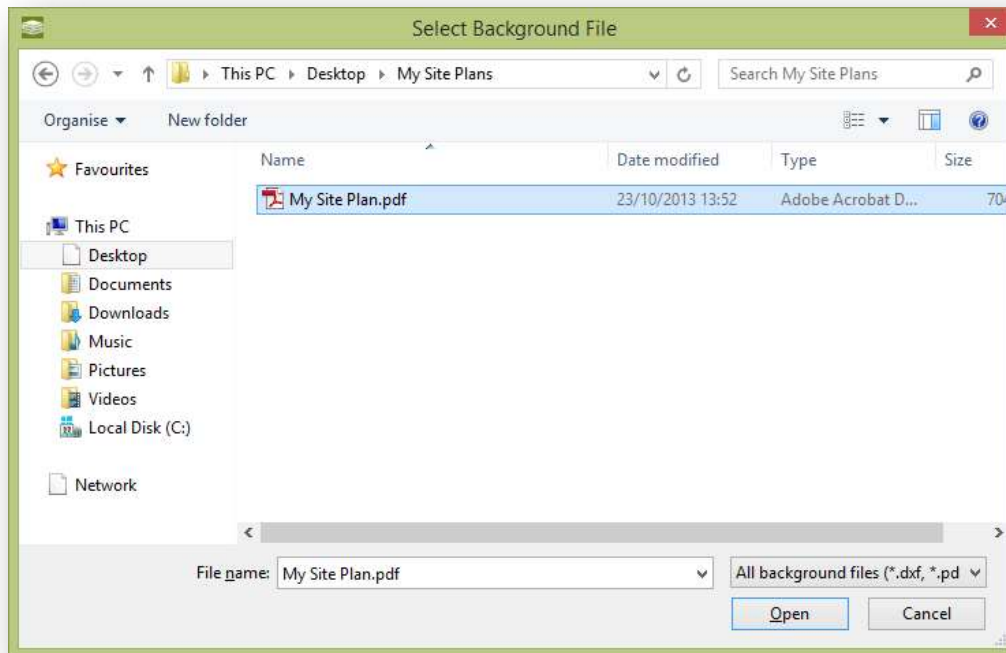 Select Background File
This PC Desktop My Site Plans
Search My Site Plans
Organise
New folder
Favourites
This PC
Desktop
Documents
Downloads
Music
Pictures
Videos
Local Disk (C:)
Network
Name Date modified Type Size
My Site Plan.pdf 23/10/2013 13:52 Adobe Acrobat D... 704
File name: My Site Plan.pdf
All background files (*.dxf, *.pd
Open Cancel